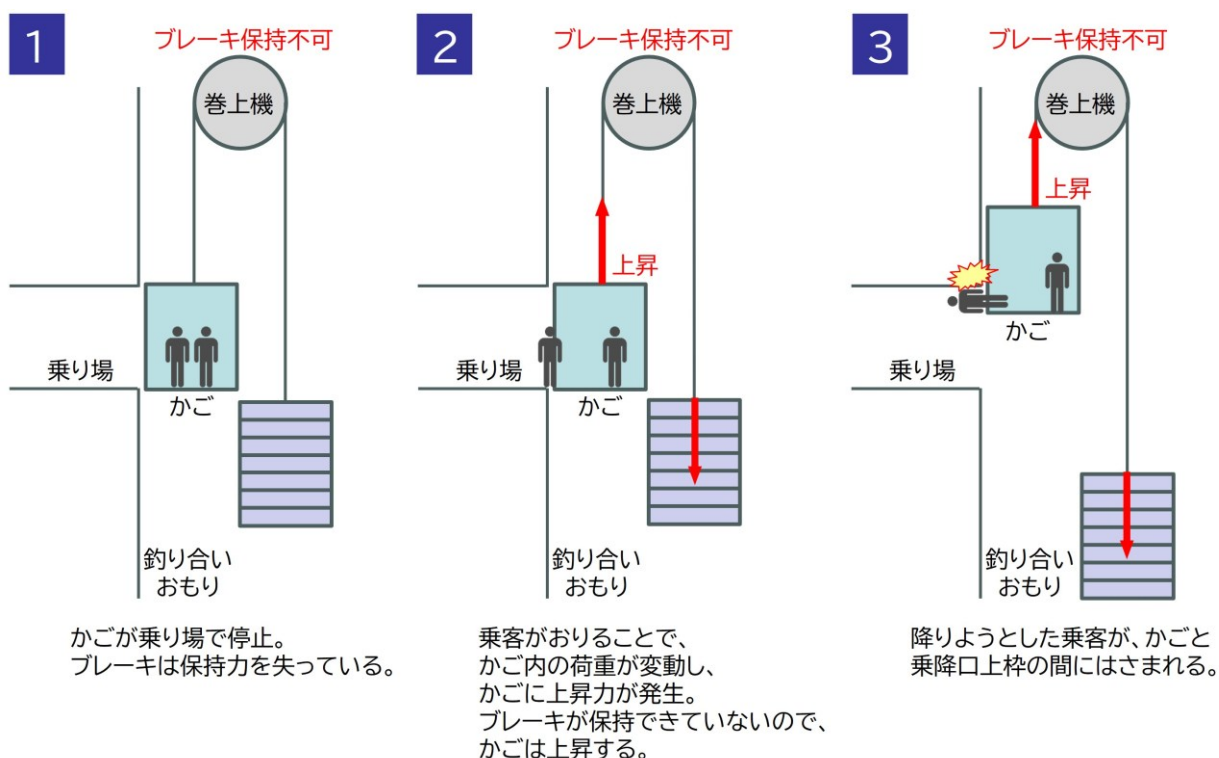 1
ブレーキ保持不可
巻上機
乗り場
かご
釣り合い
おもり
かごが乗り場で停止。
ブレーキは保持力を失っている。
2
ブレーキ保持不可
巻上機
上昇
乗り場
かご
釣り合い
おもり
乗客がおりることで、
かご内の荷重が変動し、
かごに上昇力が発生。
ブレーキが保持できていないので、
かごは上昇する。
3
ブレーキ保持不可
巻上機
上昇
かご
乗り場
釣り合い
おもり
降りようとした乗客が、かごと
乗降口上枠の間にはさまれる。